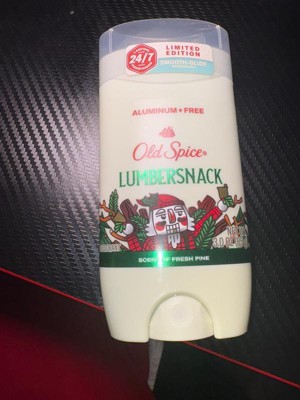 24/7
LIMITED
EDITION
SMOOTH-GLIDE
ALUMINUM + FREE
Old Spice
LUMBERSNACK
SCENT OF FRESH PINE